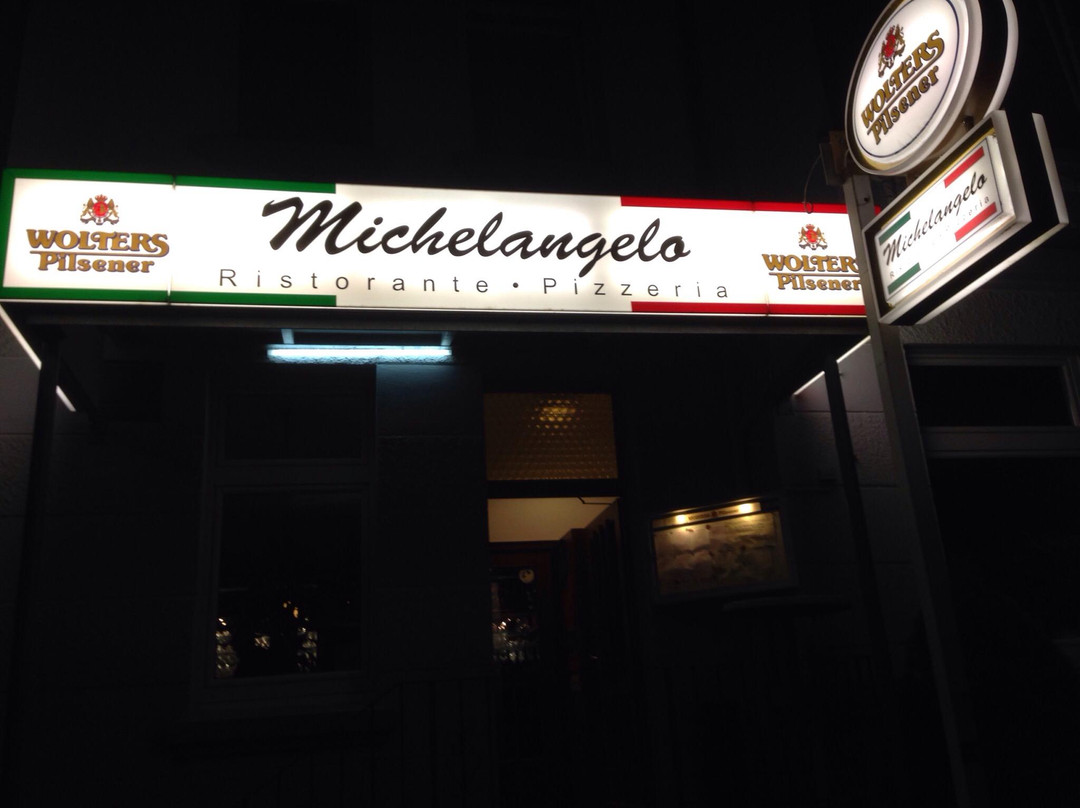 WOLTERS
Pilsener
Michelangelo
Ristorante • Pizzeria
WOLTERS
Pilsener
WOLTERS
Pilsener
Michelangelo